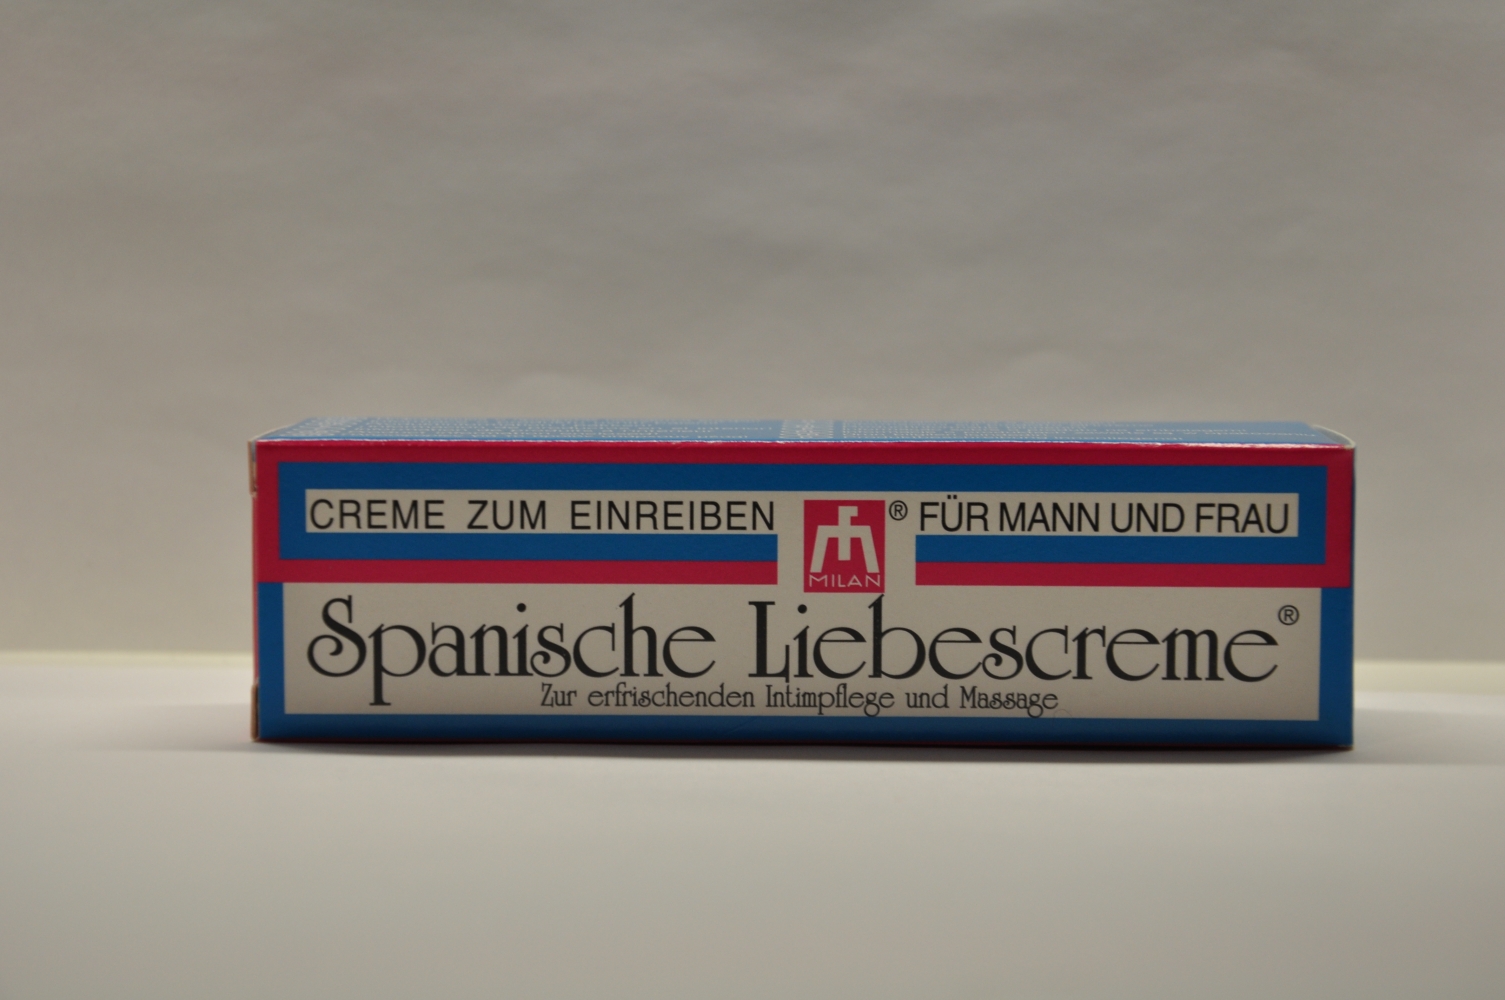 CREME ZUM EINREIBEN
MILAN
® FÜR MANN UND FRAU
Spanische Liebescreme®
Zur erfrischenden Intimpflege und Massage